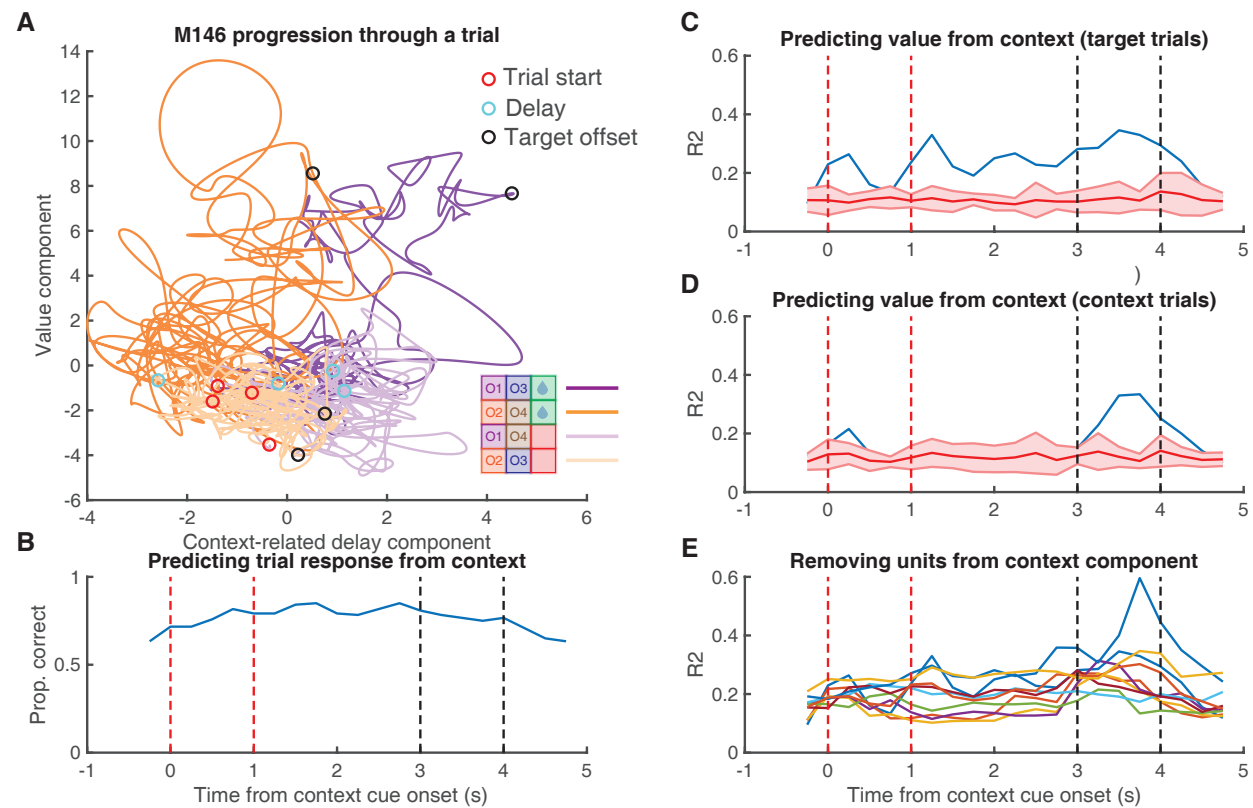 A
M146 progression through a trial
14
12
10
8
6
4
2
0
-2
-4
-6
-4
-2
0
2
4
6
Value component
Context-related delay component
Trial start
Delay
Target offset
O1 O3
O2 O4
O1 O4
O2 O3
B
Predicting trial response from context
1
0.5
0
-1
0
1
2
3
4
5
Prop. correct
Time from context cue onset (s)
C
Predicting value from context (target trials)
0.6
0.4
0.2
0
-1
0
1
2
3
4
5
R2
)
D
Predicting value from context (context trials)
0.6
0.4
0.2
0
-1
0
1
2
3
4
5
R2
E
Removing units from context component
0.6
0.4
0.2
0
-1
0
1
2
3
4
5
R2
Time from context cue onset (s)